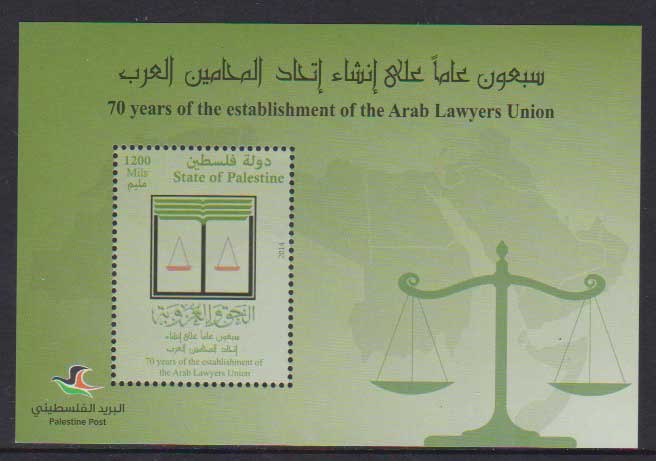 سبعون عاماً على إنشاء إتحاد المحامين العرب
70 years of the establishment of the Arab Lawyers Union
1200
Mils
مليم
دولة فلسطين
State of Palestine
2014
الحق والعروبة
سبعون عاماً على إنشاء
إتحاد المحامين العرب
70 years of the establishment of
the Arab Lawyers Union
البريد الفلسطيني
Palestine Post